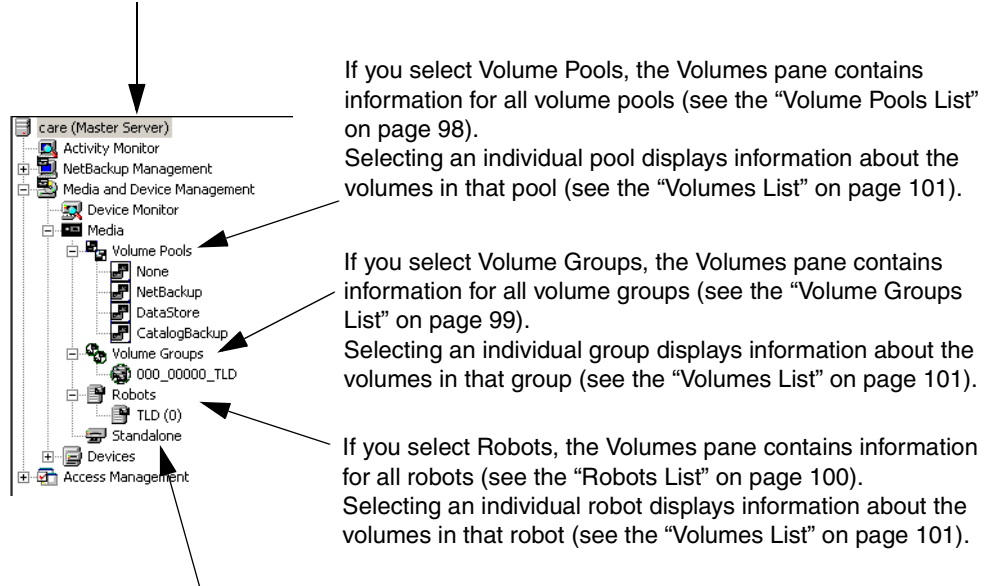 care (Master Server)
Activity Monitor
NetBackup Management
Media and Device Management
Device Monitor
Media
Volume Pools
None
NetBackup
DataStore
CatalogBackup
Volume Groups
000_00000_TLD
Robots
TLD (0)
Standalone
Devices
Access Management
If you select Volume Pools, the Volumes pane contains
information for all volume pools (see the “Volume Pools List”
on page 98).
Selecting an individual pool displays information about the
volumes in that pool (see the “Volumes List” on page 101).
If you select Volume Groups, the Volumes pane contains
information for all volume groups (see the “Volume Groups
List” on page 99).
Selecting an individual group displays information about the
volumes in that group (see the “Volumes List” on page 101).
If you select Robots, the Volumes pane contains information
for all robots (see the “Robots List” on page 100).
Selecting an individual robot displays information about the
volumes in that robot (see the “Volumes List” on page 101).